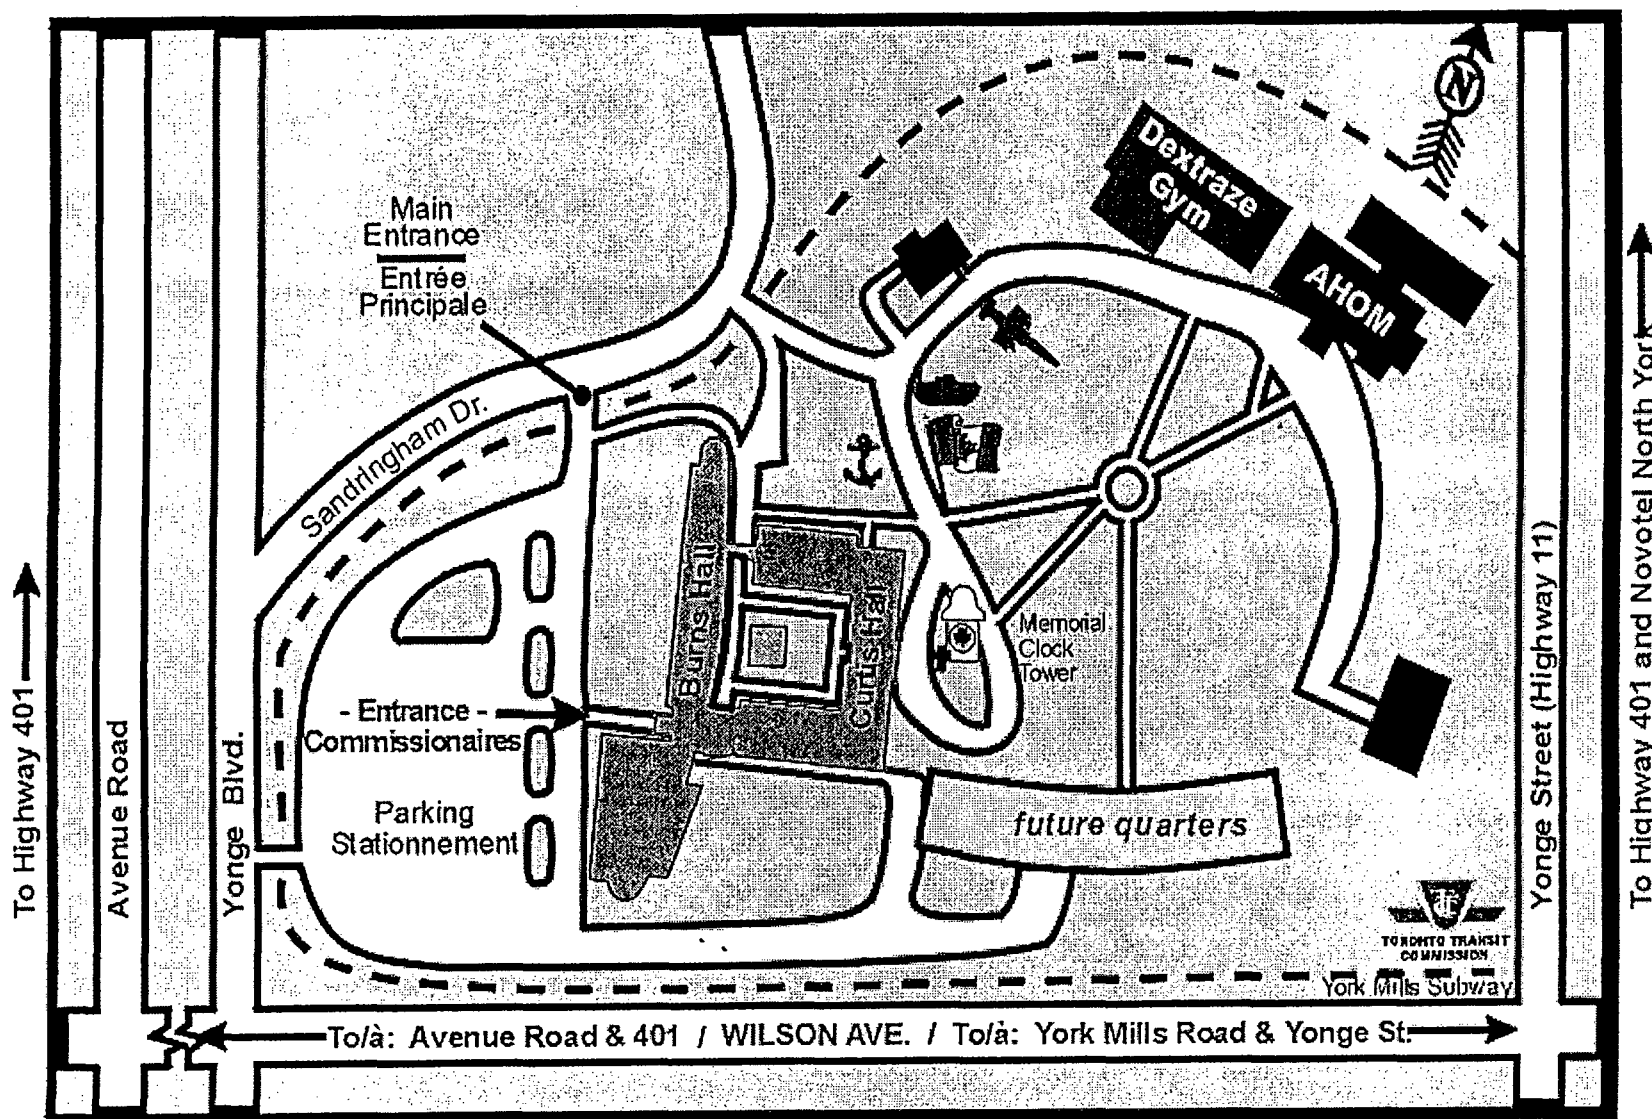 N
Dextraze
Gym
AHOM
Main
Entrance
Entrée
Principale
Sandringham Dr.
Burns Hall
Curtis Hall
Memorial
Clock
Tower
- Entrance -
Commissionaires
Parking
Stationnement
future quarters
To Highway 401
Avenue Road
Yonge Blvd.
Yonge Street (Highway 11)
To Highway 401 and Novotel North York
TORONTO TRANSIT
COMMISSION
York Mills Subway
To/à: Avenue Road & 401 / WILSON AVE. / To/à: York Mills Road & Yonge St.